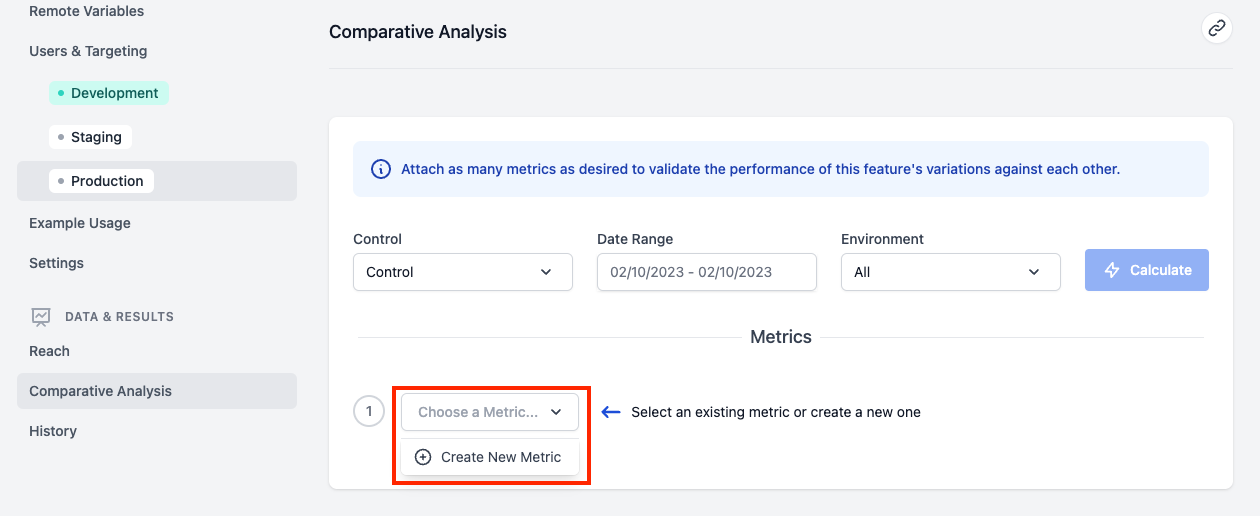 Remote Variables
Users & Targeting
Development
Staging
Production
Example Usage
Settings
DATA & RESULTS
Reach
Comparative Analysis
History
Comparative Analysis
Attach as many metrics as desired to validate the performance of this feature's variations against each other.
Control
Date Range
Environment
Control
02/10/2023 - 02/10/2023
All
Calculate
Metrics
1
Choose a Metric...
Select an existing metric or create a new one
Create New Metric